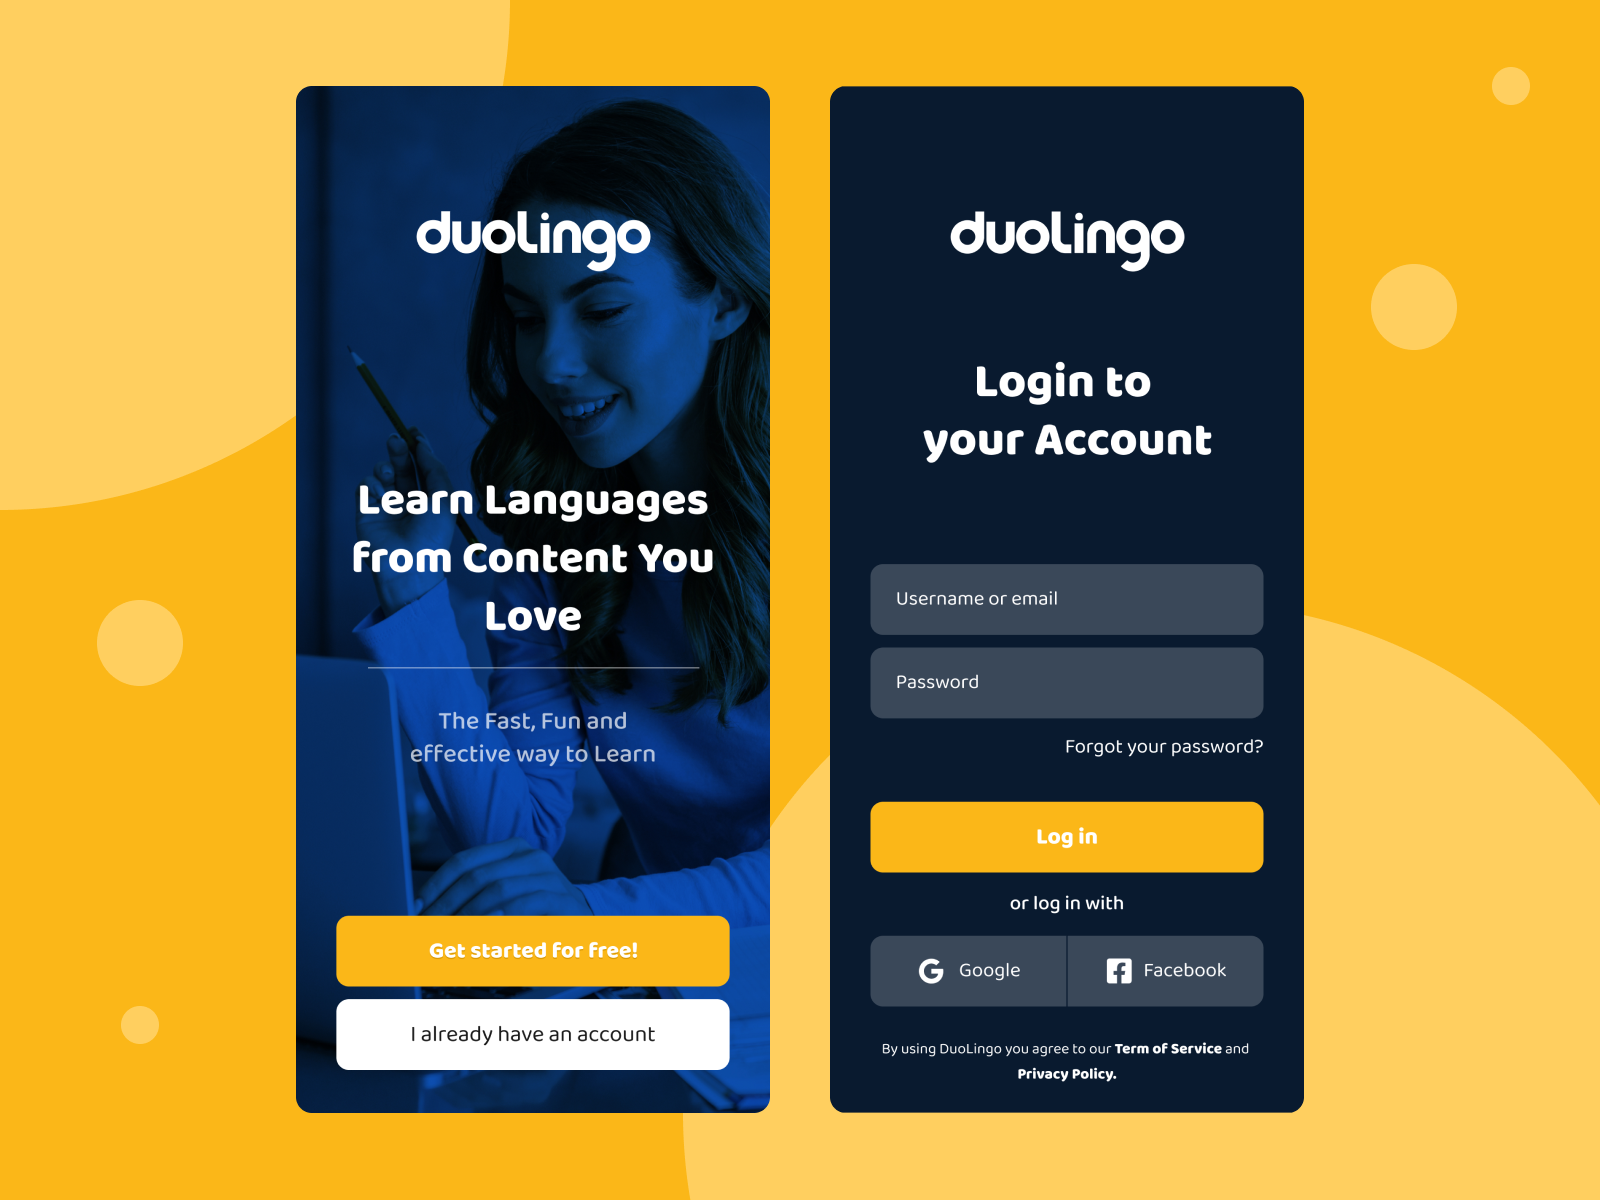 duoLingo
Learn Languages
from Content You
Love
The Fast, Fun and
effective way to Learn
Get started for free!
I already have an account
duoLingo
Login to
your Account
Username or email
Password
Forgot your password?
Log in
or log in with
Google
Facebook
By using DuoLingo you agree to our Term of Service and
Privacy Policy.